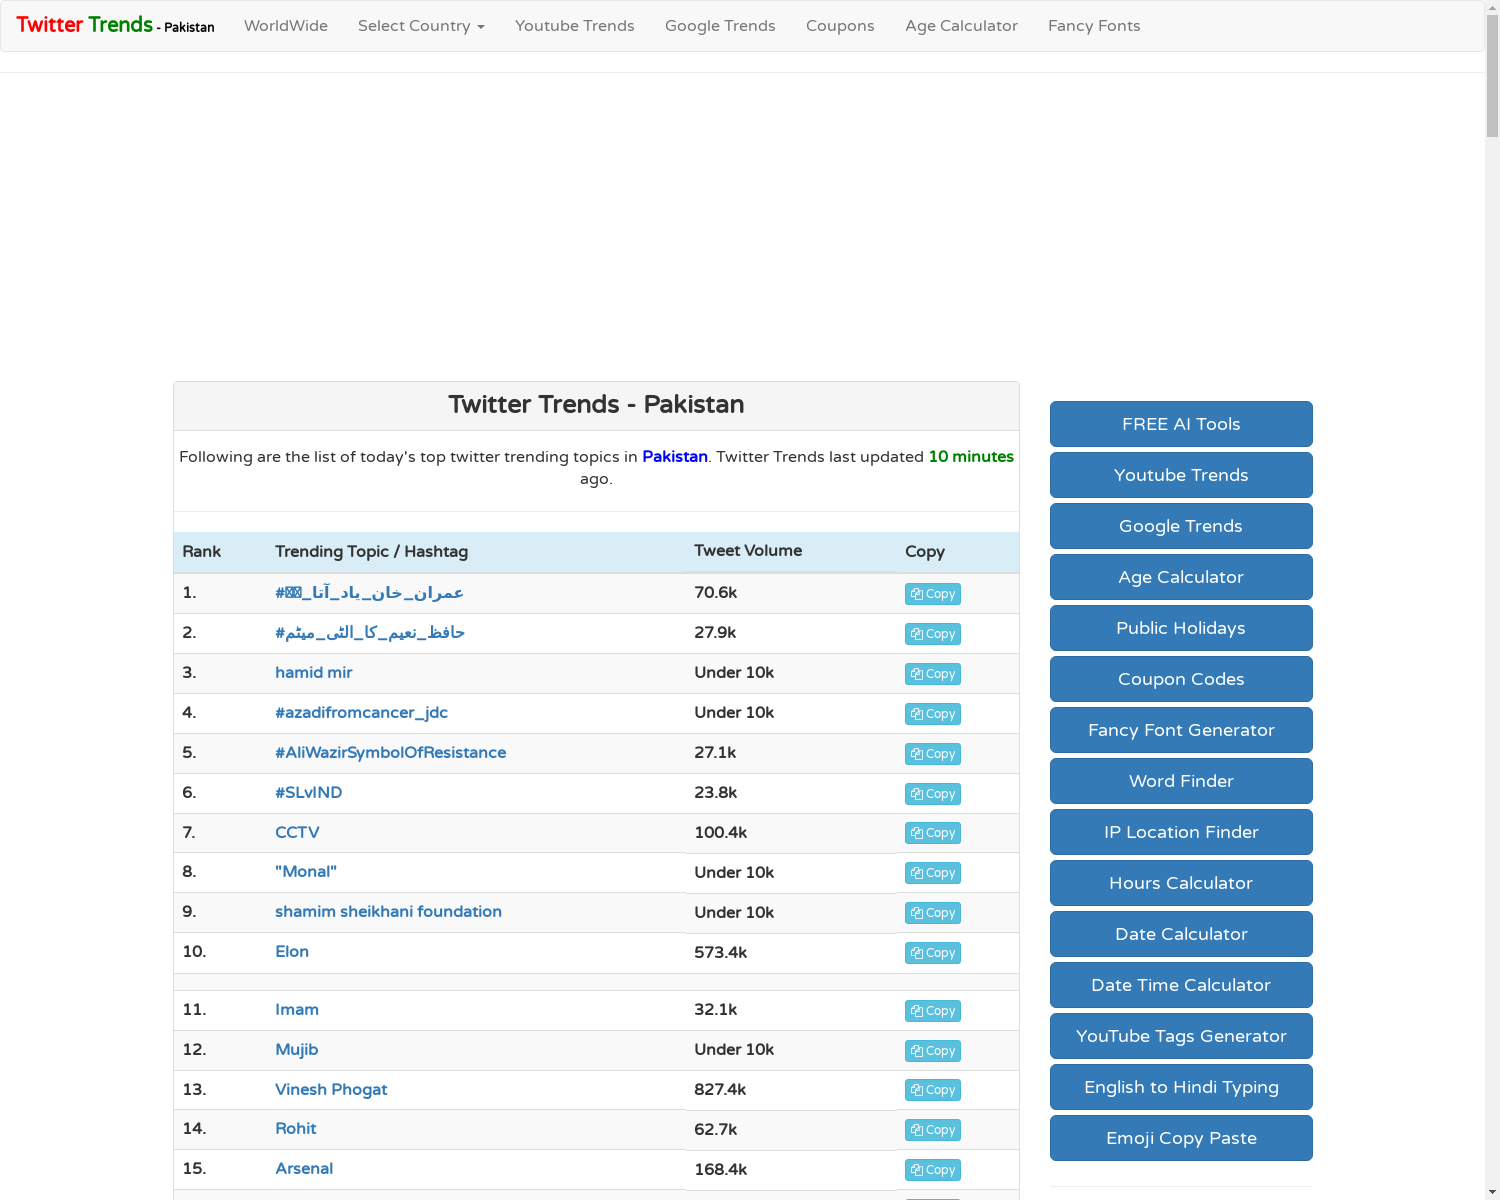 Twitter Trends - Pakistan WorldWide Select Country Youtube Trends Google Trends Coupons Age Calculator Fancy Fonts
Twitter Trends - Pakistan
Following are the list of today's top twitter trending topics in Pakistan. Twitter Trends last updated 10 minutes
ago.
Rank Trending Topic / Hashtag Tweet Volume Copy
1. #عمران_خان_یاد_آتا_ 70.6k Copy
2. #حافظ_نعیم_کا_الٹی_میٹم 27.9k Copy
3. hamid mir Under 10k Copy
4. #azadifromcancer_jdc Under 10k Copy
5. #AliWazirSymbolOfResistance 27.1k Copy
6. #SLvIND 23.8k Copy
7. CCTV 100.4k Copy
8. "Monal" Under 10k Copy
9. shamim sheikhani foundation Under 10k Copy
10. Elon 573.4k Copy
11. Imam 32.1k Copy
12. Mujib Under 10k Copy
13. Vinesh Phogat 827.4k Copy
14. Rohit 62.7k Copy
15. Arsenal 168.4k Copy
FREE AI Tools
Youtube Trends
Google Trends
Age Calculator
Public Holidays
Coupon Codes
Fancy Font Generator
Word Finder
IP Location Finder
Hours Calculator
Date Calculator
Date Time Calculator
YouTube Tags Generator
English to Hindi Typing
Emoji Copy Paste